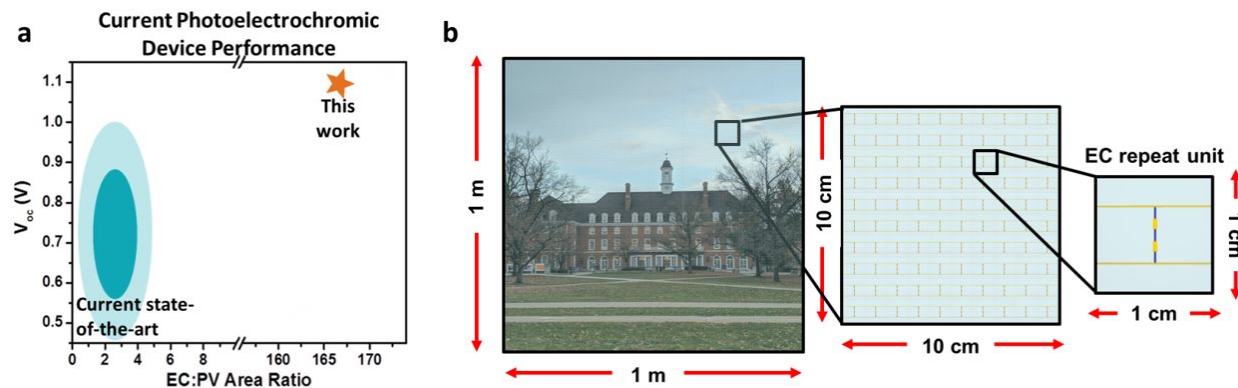 a
Current Photoelectrochromic
Device Performance
1.1
1.0
0.9
0.8
0.7
0.6
0.5
Voc (V)
This
work
Current state-
of-the-art
0 2 4 6 8 160 165 170
EC:PV Area Ratio
b
1 m
1 m
10 cm
10 cm
EC repeat unit
1 cm
1 cm